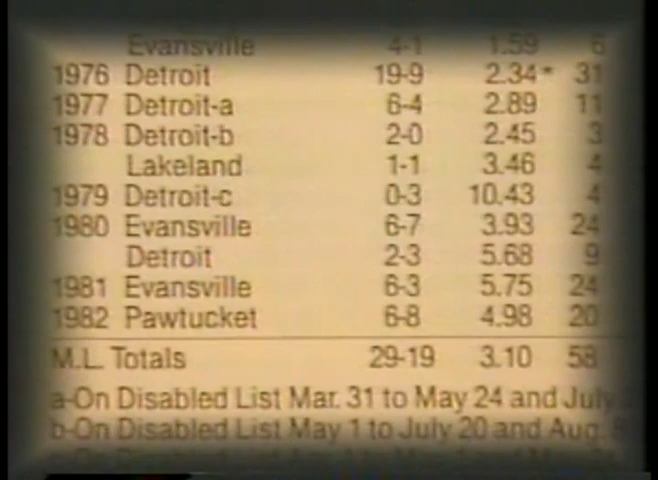 Evansville 4-1 1.59 6
1976 Detroit 19-9 2.34* 31
1977 Detroit-a 6-4 2.89 11
1978 Detroit-b 2-0 2.45 3
Lakeland 1-1 3.46 4
1979 Detroit-c 0-3 10.43 4
1980 Evansville 6-7 3.93 24
Detroit 2-3 5.68 9
1981 Evansville 6-3 5.75 24
1982 Pawtucket 6-8 4.98 20
M.L. Totals 29-19 3.10 58
a-On Disabled List Mar. 31 to May 24 and July
b-On Disabled List May 1 to July 20 and Aug.